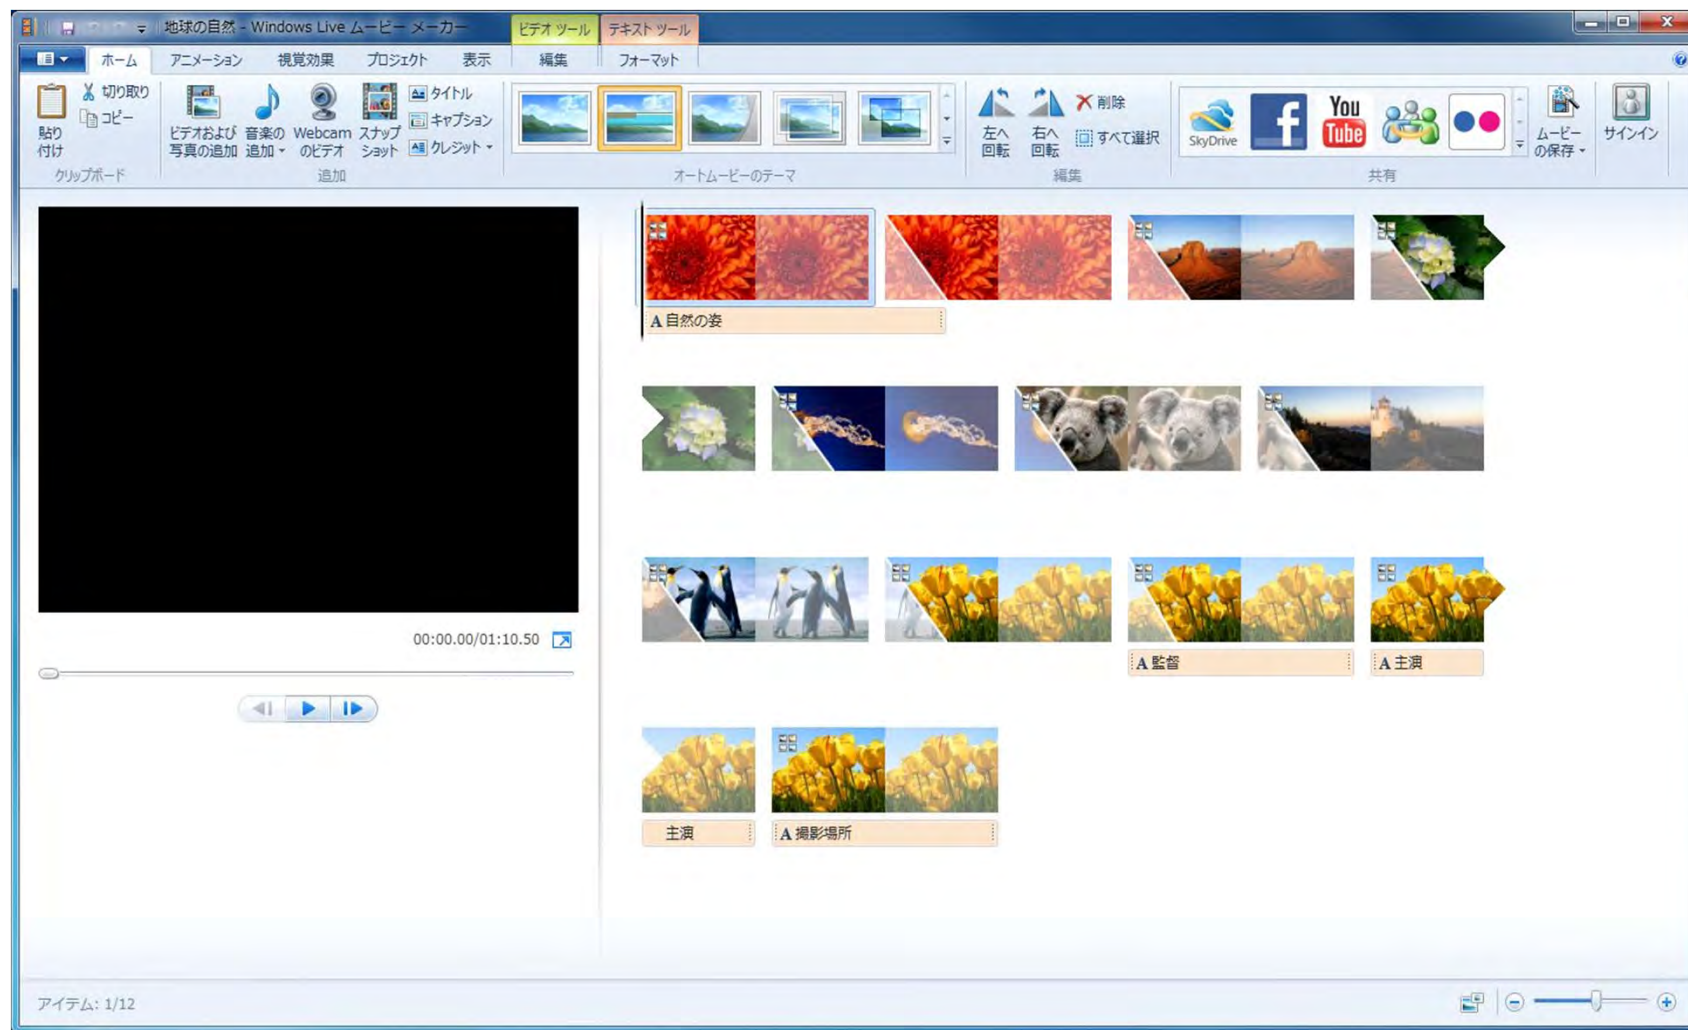 地球の自然 - Windows Live ムービー メーカー
ビデオ ツール
テキスト ツール
ホーム
アニメーション
視覚効果
プロジェクト
表示
編集
フォーマット
貼り
付け
切り取り
コピー
クリップボード
ビデオおよび
写真の追加
音楽の
追加
Webcam
のビデオ
スナップ
ショット
タイトル
キャプション
クレジット
追加
オートムービーのテーマ
左へ
回転
右へ
回転
削除
すべて選択
編集
SkyDrive
f
You
Tube
共有
ムービー
の保存
サインイン
A 自然の姿
A 監督
A 主演
主演
A 撮影場所
00:00.00/01:10.50
アイテム: 1/12